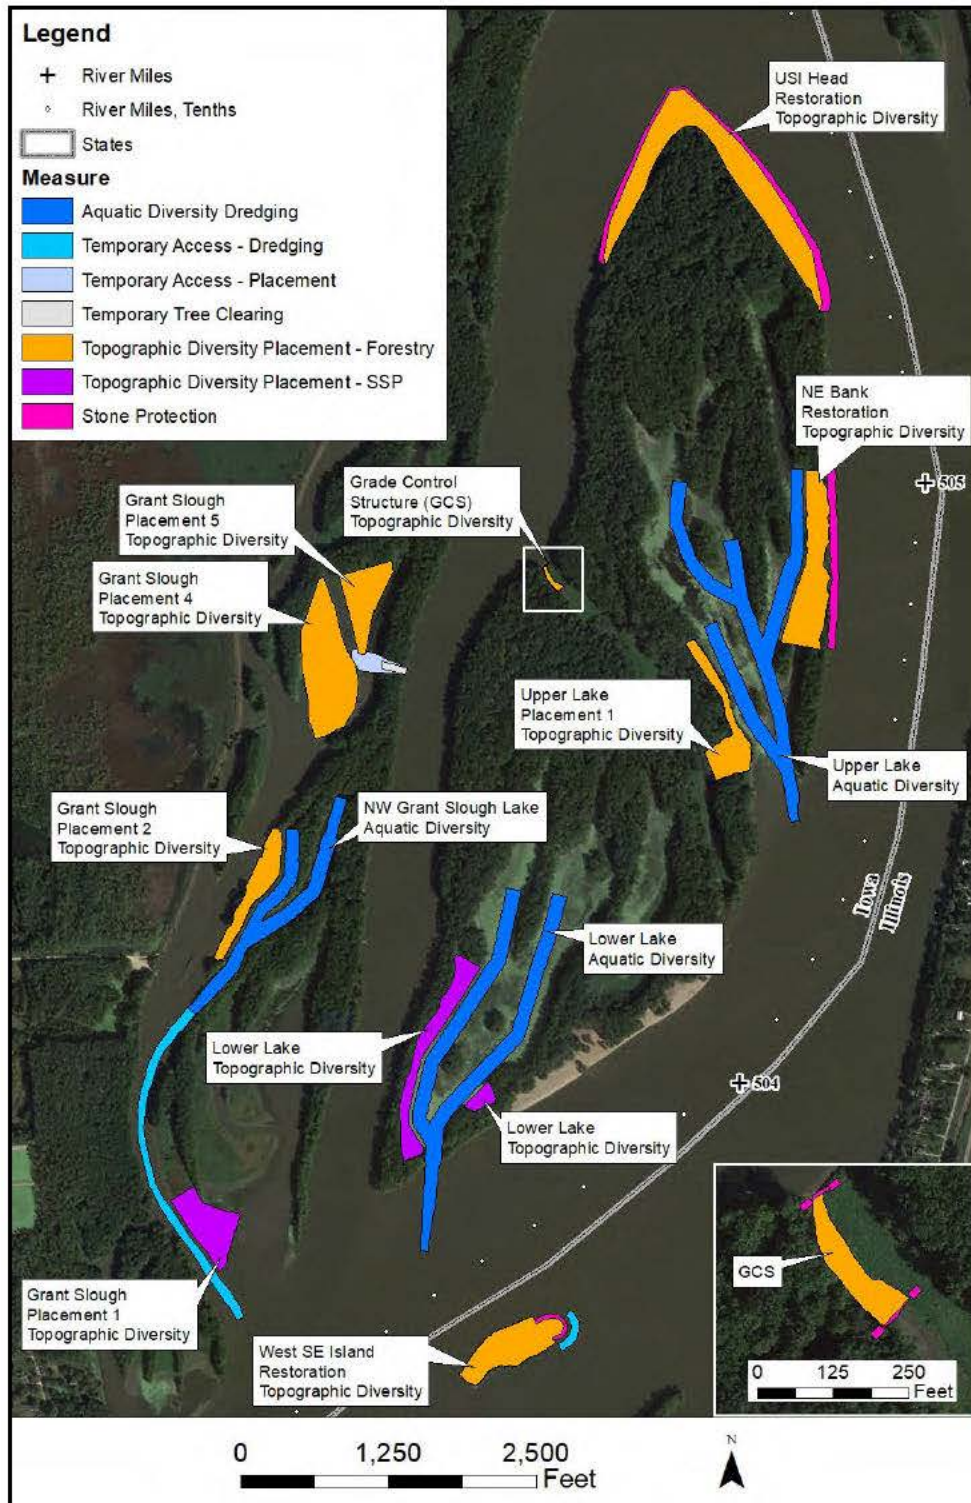 Legend
River Miles
River Miles, Tenths
States
Measure
Aquatic Diversity Dredging
Temporary Access - Dredging
Temporary Access - Placement
Temporary Tree Clearing
Topographic Diversity Placement - Forestry
Topographic Diversity Placement - SSP
Stone Protection
USI Head
Restoration
Topographic Diversity
NE Bank
Restoration
Topographic Diversity
505
Grade Control
Structure (GCS)
Topographic Diversity
Grant Slough
Placement 5
Topographic Diversity
Grant Slough
Placement 4
Topographic Diversity
Upper Lake
Placement 1
Topographic Diversity
Upper Lake
Aquatic Diversity
Grant Slough
Placement 2
Topographic Diversity
NW Grant Slough Lake
Aquatic Diversity
Iowa
Illinois
Lower Lake
Aquatic Diversity
Lower Lake
Topographic Diversity
504
Lower Lake
Topographic Diversity
Grant Slough
Placement 1
Topographic Diversity
West SE Island
Restoration
Topographic Diversity
GCS
0 125 250
Feet
0 1,250 2,500
Feet
N